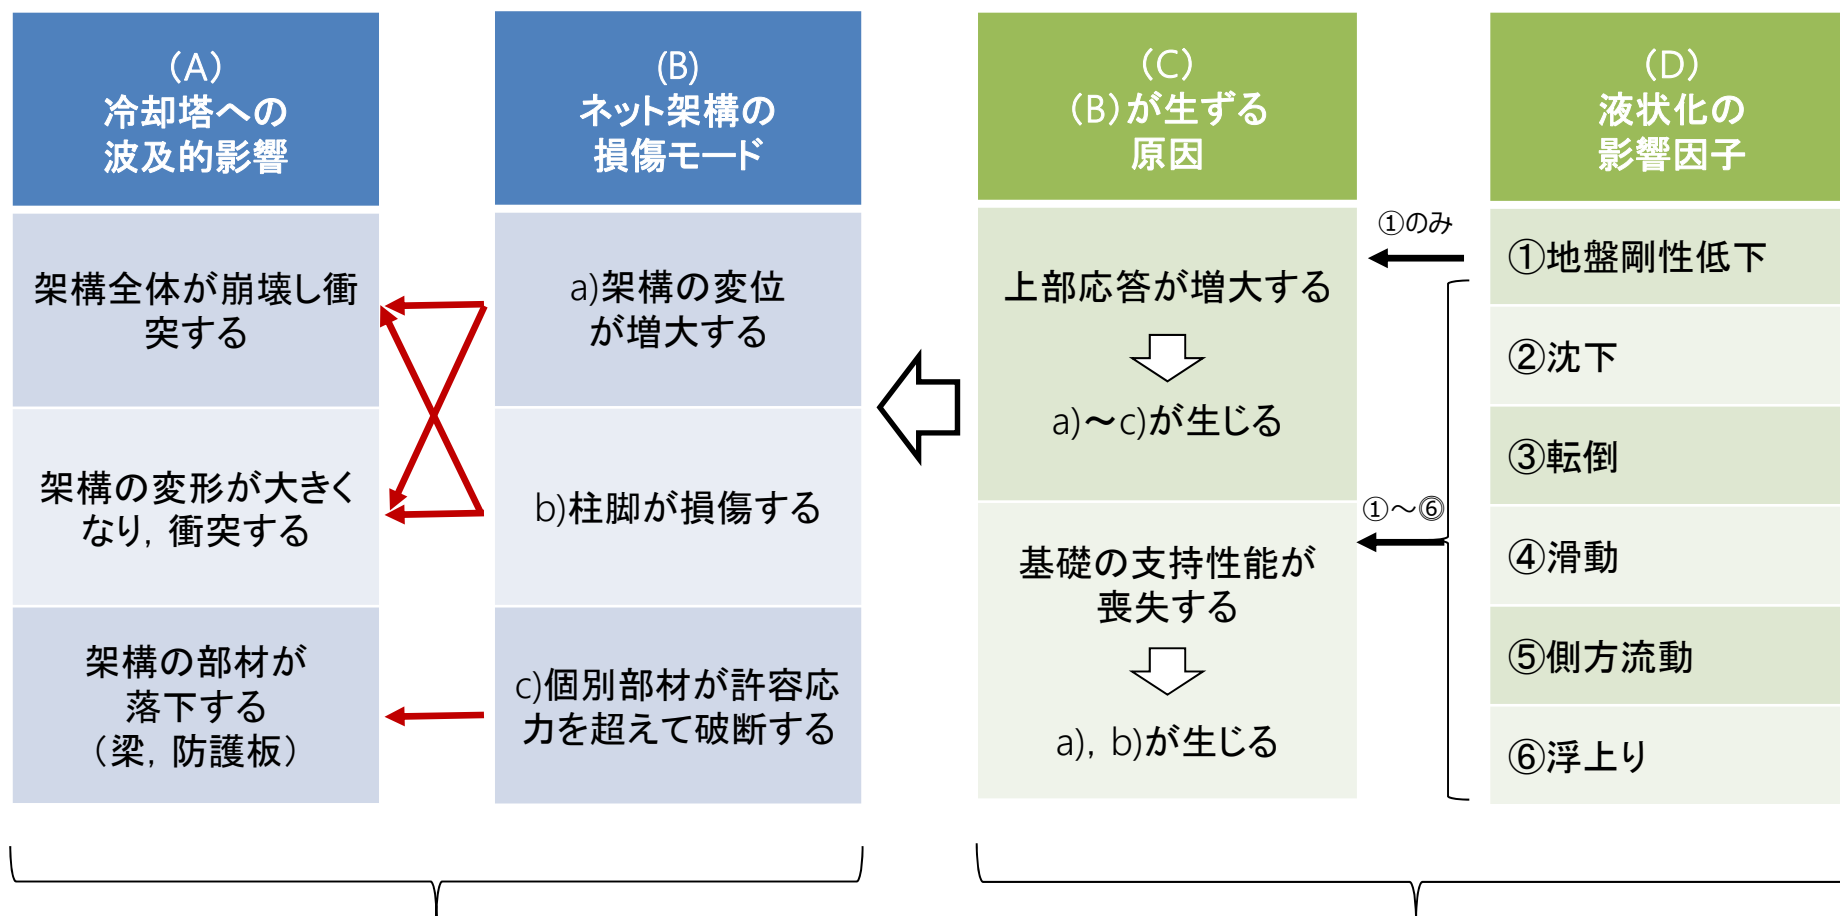 (A)
冷却塔への
波及的影響
架構全体が崩壊し衝
突する
架構の変形が大きく
なり，衝突する
架構の部材が
落下する
（梁，防護板）
(B)
ネット架構の
損傷モード
a)架構の変位
が増大する
b)柱脚が損傷する
c)個別部材が許容応
力を超えて破断する
(C)
(B)が生ずる
原因
上部応答が増大する
a)～c)が生じる
基礎の支持性能が
喪失する
a)，b)が生じる
①のみ
①～⑥
(D)
液状化の
影響因子
①地盤剛性低下
②沈下
③転倒
④滑動
⑤側方流動
⑥浮上り